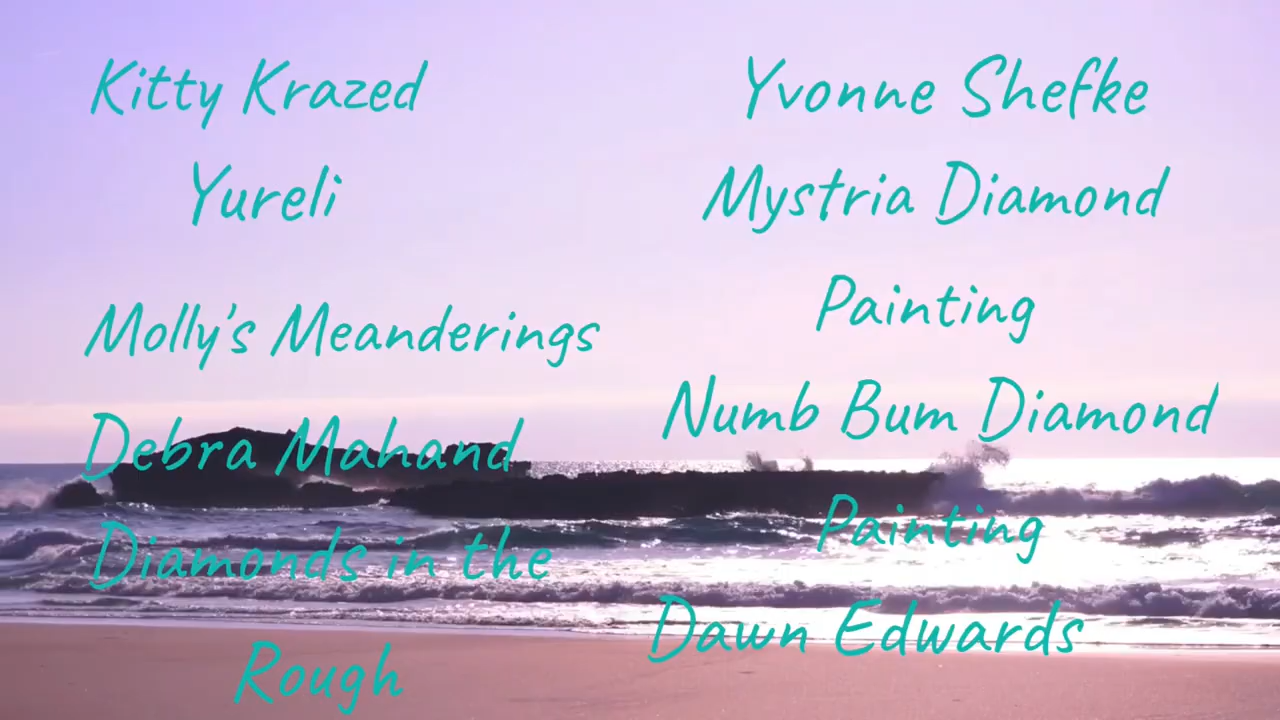 Kitty Krazed
Yureli
Molly's Meanderings
Debra Mahand
Diamonds in the
Rough
Yvonne Shefke
Mystria Diamond
Painting
Numb Bum Diamond
Painting
Dawn Edwards